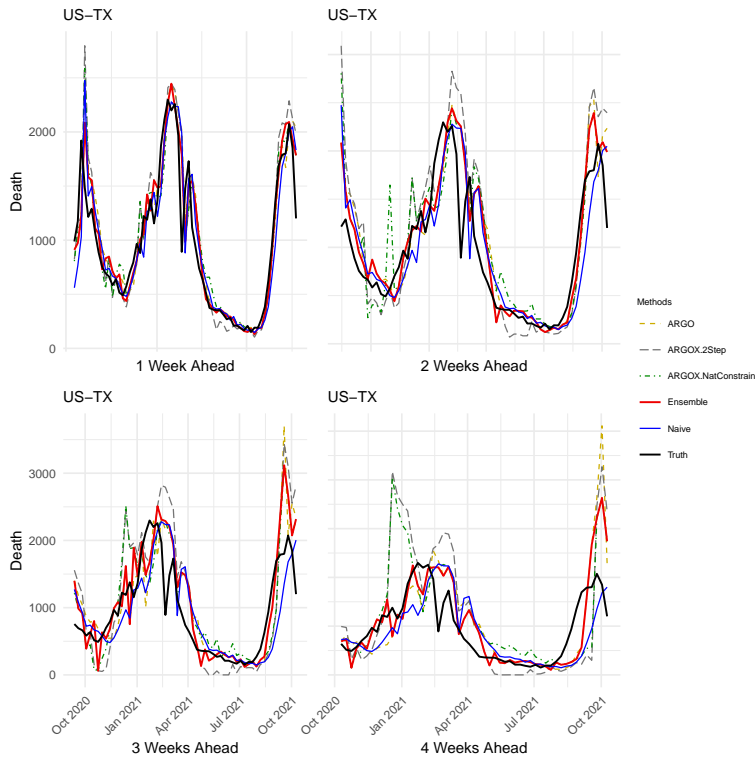 US−TX
US−TX
2000
1000
0
Death
1 Week Ahead
2 Weeks Ahead
Methods
ARGO
ARGOX.2Step
ARGOX.NatConstrain
Ensemble
Naive
Truth
US−TX
US−TX
3000
2000
1000
0
Death
Oct 2020
Jan 2021
Apr 2021
Jul 2021
Oct 2021
Oct 2020
Jan 2021
Apr 2021
Jul 2021
Oct 2021
3 Weeks Ahead
4 Weeks Ahead